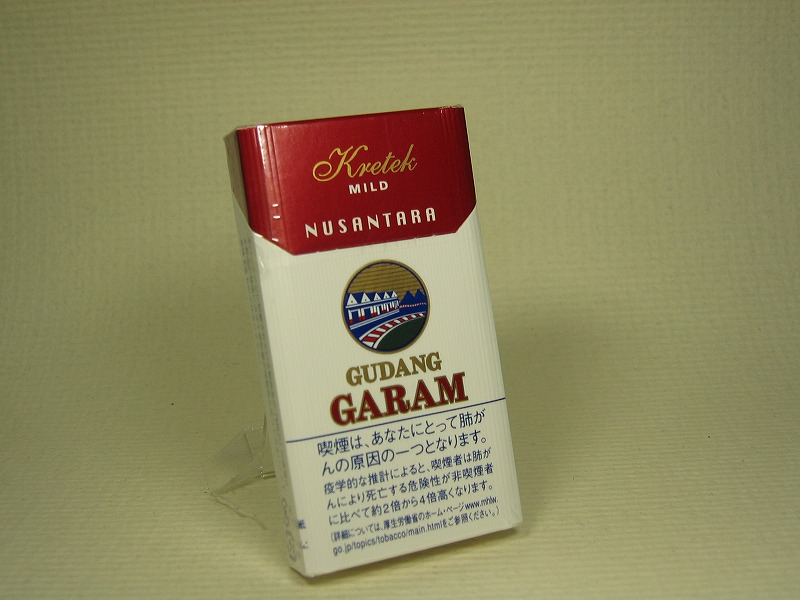 Kretek
MILD
NUSANTARA
GUDANG
GARAM
喫煙は、あなたにとって肺が
んの原因の一つとなります。
疫学的な推計によると、喫煙者は肺が
んにより死亡する危険性が非喫煙者
に比べて約2倍から4倍高くなります。
(詳細については、厚生労働省のホーム・ページwww.mhlw.
go.jp/topics/tobacco/main.htmlをご参照ください。)